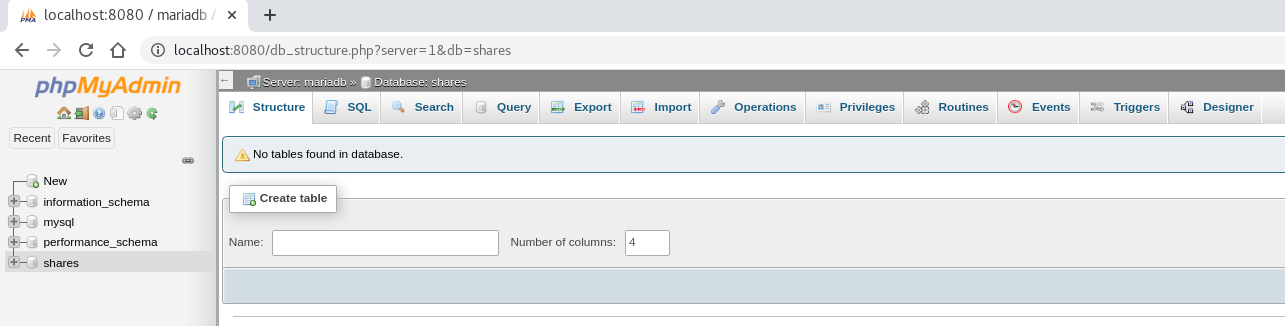 localhost:8080 / mariadb /
localhost:8080/db_structure.php?server=1&db=shares
phpMyAdmin
Recent Favorites
New
information_schema
mysql
performance_schema
shares
Server: mariadb » Database: shares
Structure SQL Search Query Export Import Operations Privileges Routines Events Triggers Designer
No tables found in database.
Create table
Name: Number of columns: 4